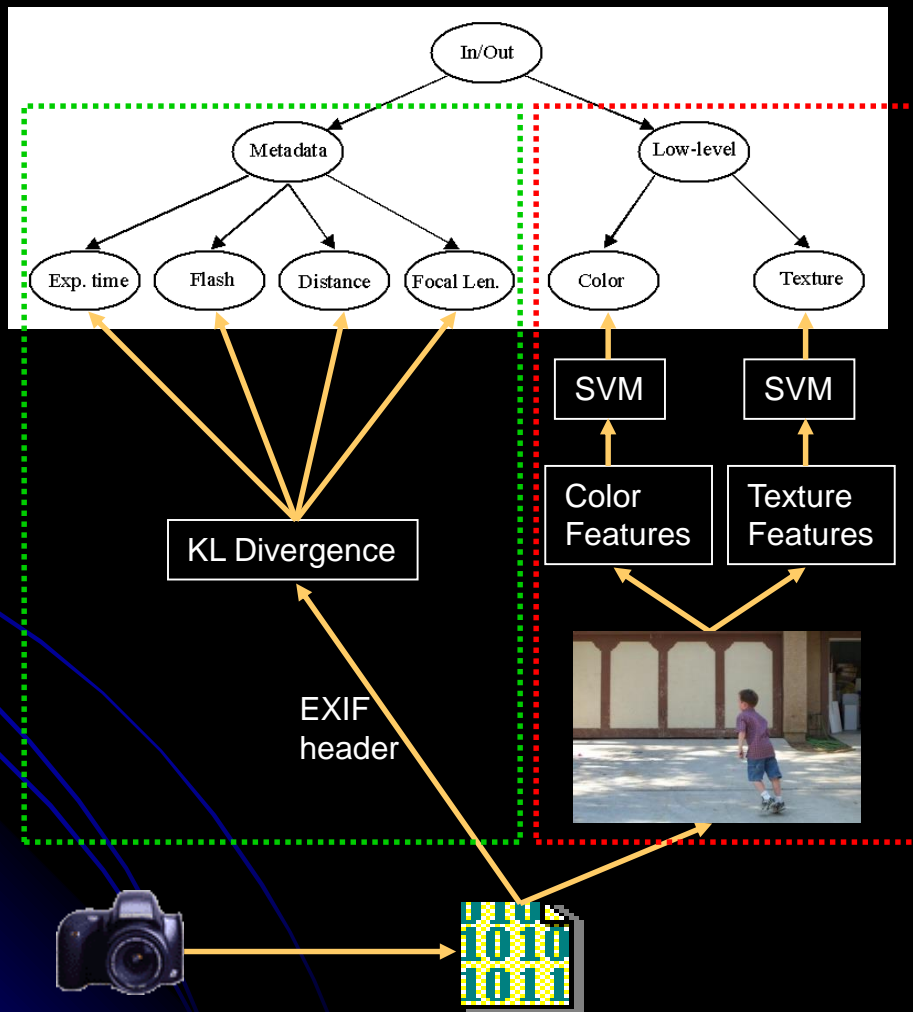 In/Out
Metadata
Low-level
Exp. time
Flash
Distance
Focal Len.
Color
Texture
SVM
SVM
Color
Features
Texture
Features
KL Divergence
EXIF
header
010
1010
1011